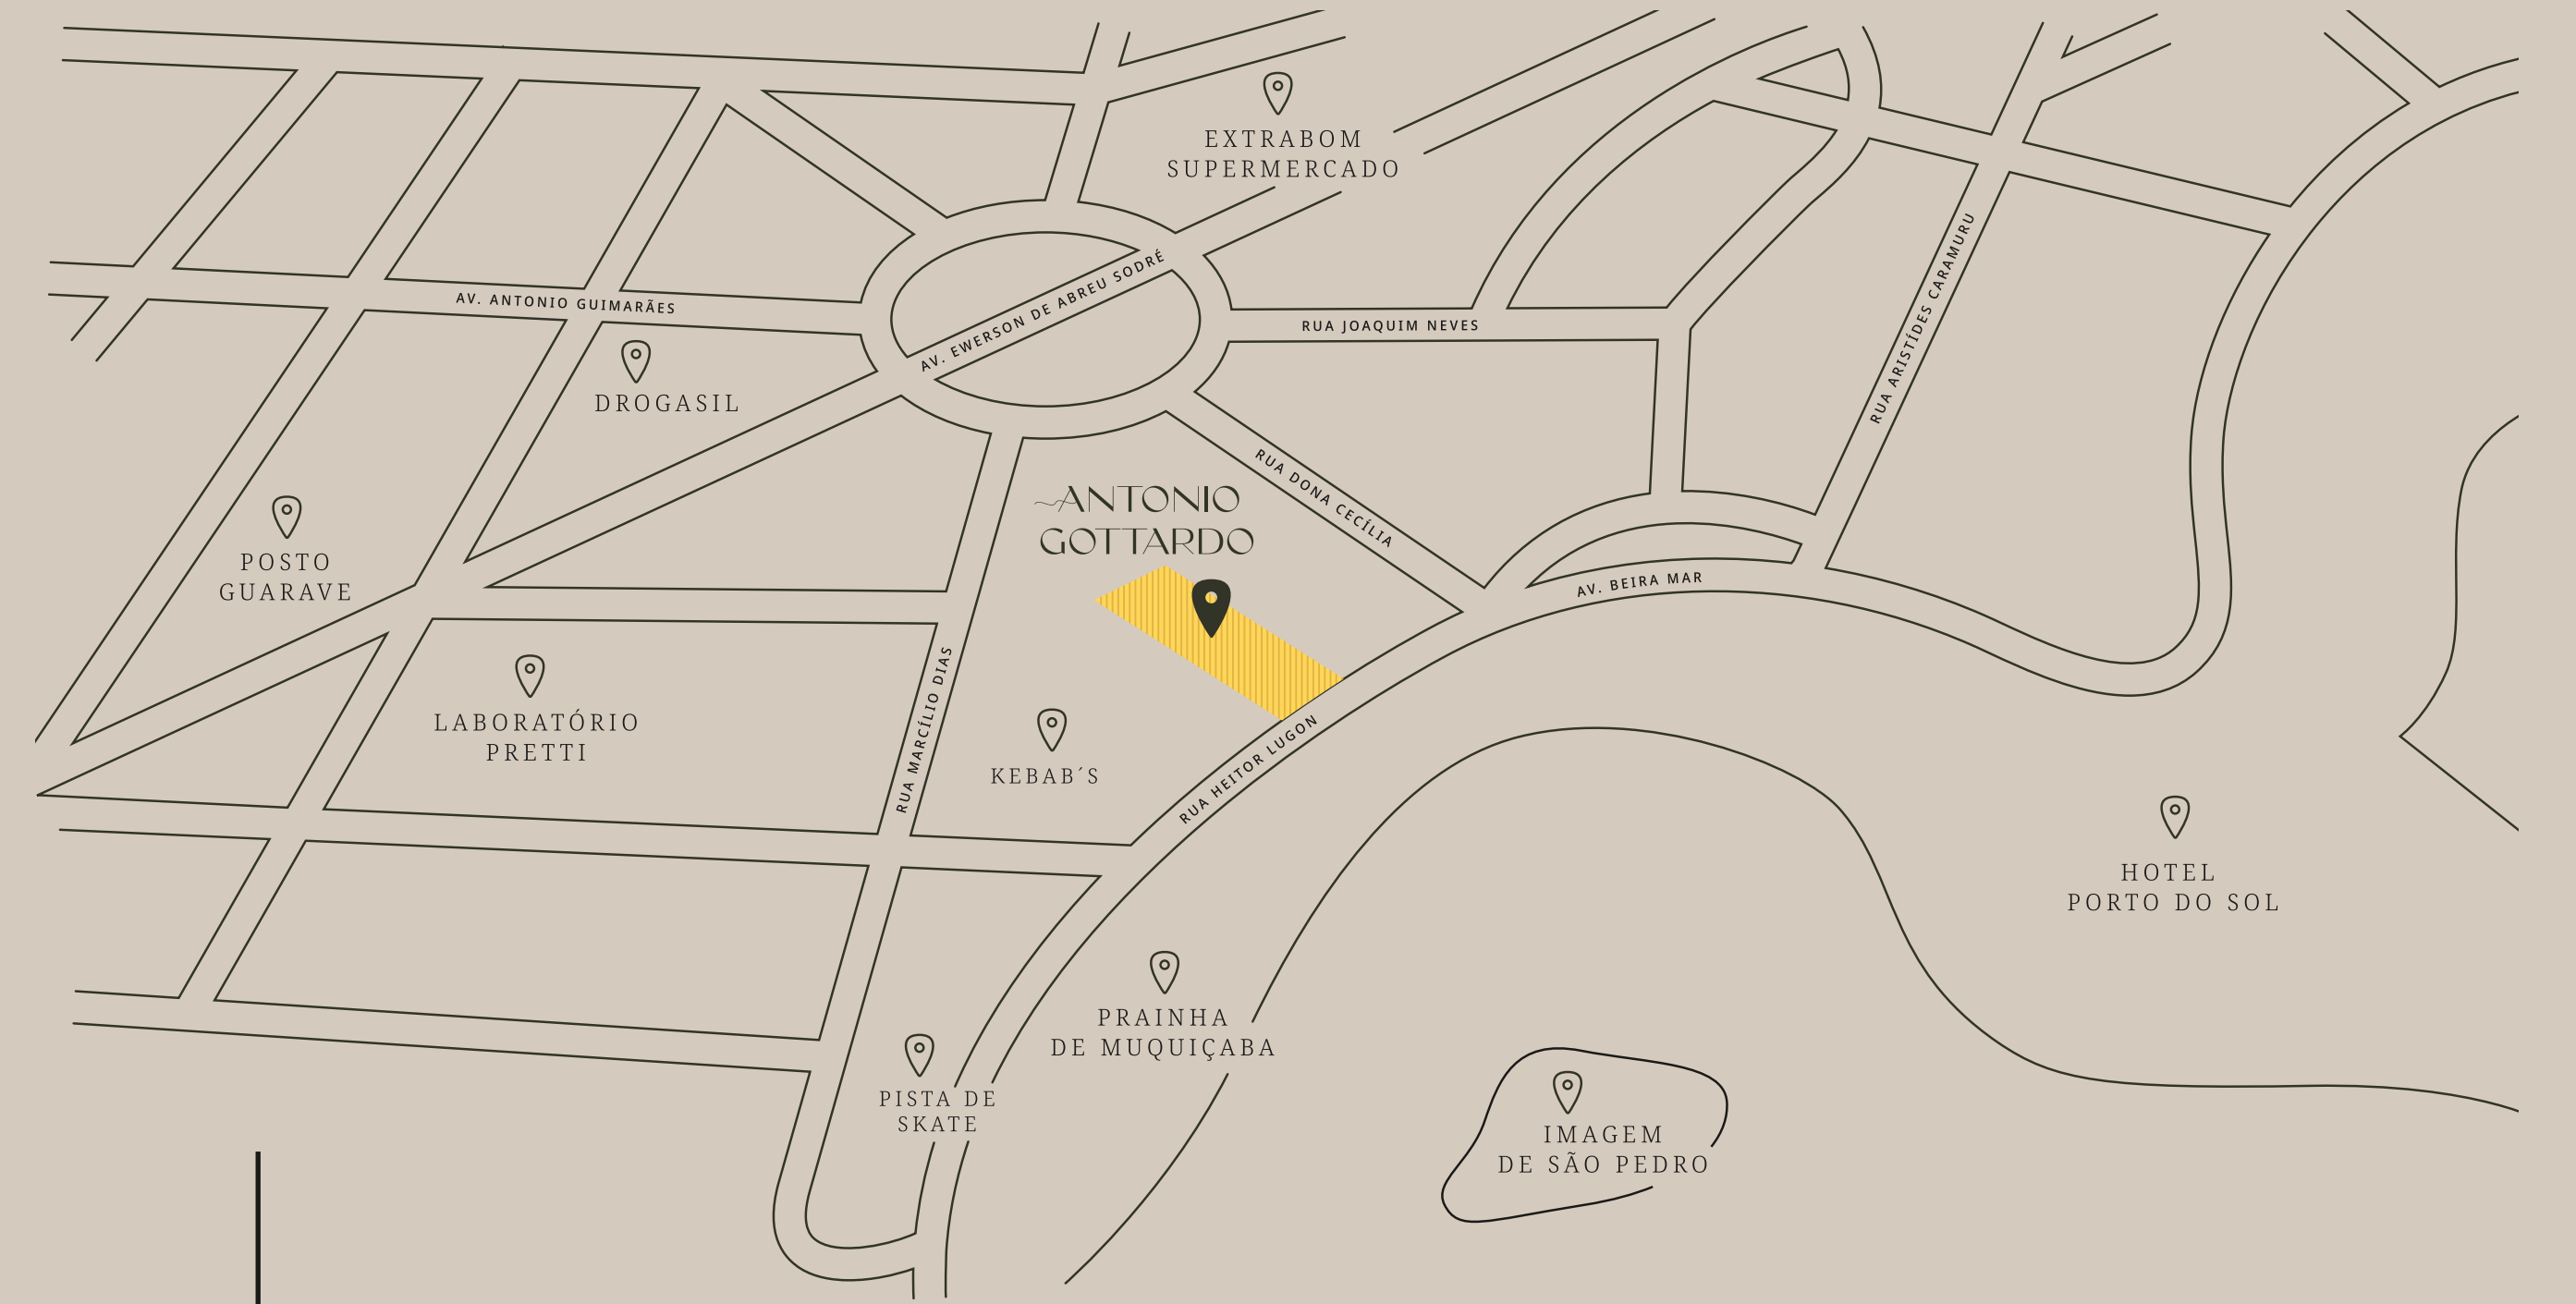 EXTRABOM
SUPERMERCADO
AV. ANTONIO GUIMARÃES
AV. EWERSON DE ABREU SODRÉ
RUA JOAQUIM NEVES
RUA ARISTÍDES CARAMURU
DROGASIL
RUA DONA CECÍLIA
ANTONIO
GOTTARDO
POSTO
GUARAVE
AV. BEIRA MAR
LABORATÓRIO
PRETTI
RUA MARCÍLIO DIAS
KEBAB´S
RUA HEITOR LUGON
HOTEL
PORTO DO SOL
PRAINHA
DE MUQUIÇABA
PISTA DE
SKATE
IMAGEM
DE SÃO PEDRO